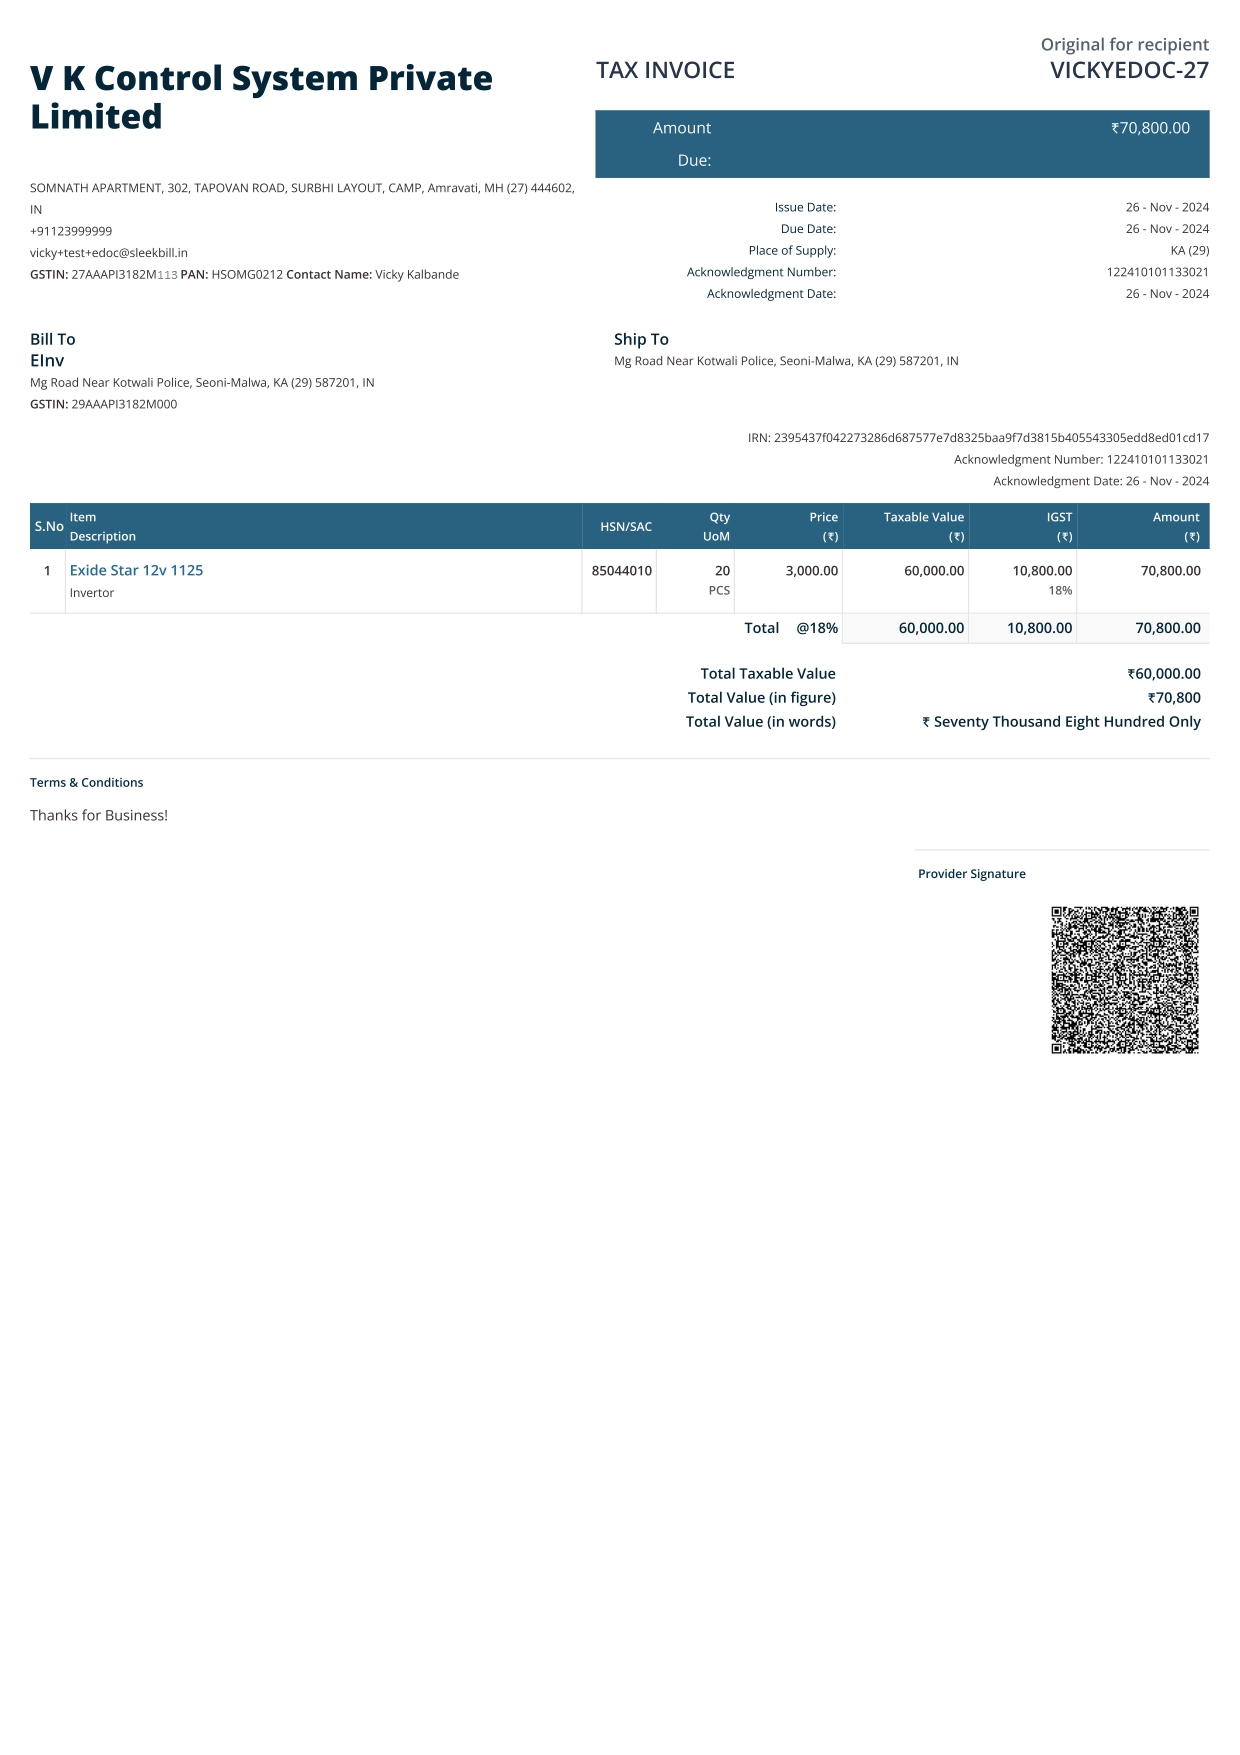 Original for recipient
V K Control System Private
Limited
TAX INVOICE VICKYEDOC-27
Amount
Due: ₹70,800.00
SOMNATH APARTMENT, 302, TAPOVAN ROAD, SURBHI LAYOUT, CAMP, Amravati, MH (27) 444602,
IN
+91123999999
vicky+test+edoc@sleekbill.in
GSTIN: 27AAAPI3182M113 PAN: HSOMG0212 Contact Name: Vicky Kalbande
Issue Date: 26 - Nov - 2024
Due Date: 26 - Nov - 2024
Place of Supply: KA (29)
Acknowledgment Number: 122410101133021
Acknowledgment Date: 26 - Nov - 2024
Bill To
EInv
Mg Road Near Kotwali Police, Seoni-Malwa, KA (29) 587201, IN
GSTIN: 29AAAPI3182M000
Ship To
Mg Road Near Kotwali Police, Seoni-Malwa, KA (29) 587201, IN
IRN: 2395437f042273286d687577e7d8325baa9f7d3815b405543305edd8ed01cd17
Acknowledgment Number: 122410101133021
Acknowledgment Date: 26 - Nov - 2024
S.No Item Description HSN/SAC Qty UoM Price (₹) Taxable Value (₹) IGST (₹) Amount (₹)
1 Exide Star 12v 1125 85044010 20 3,000.00 60,000.00 10,800.00 70,800.00
Invertor PCS 18%
Total @18% 60,000.00 10,800.00 70,800.00
Total Taxable Value ₹60,000.00
Total Value (in figure) ₹70,800
Total Value (in words) ₹ Seventy Thousand Eight Hundred Only
Terms & Conditions
Thanks for Business!
Provider Signature